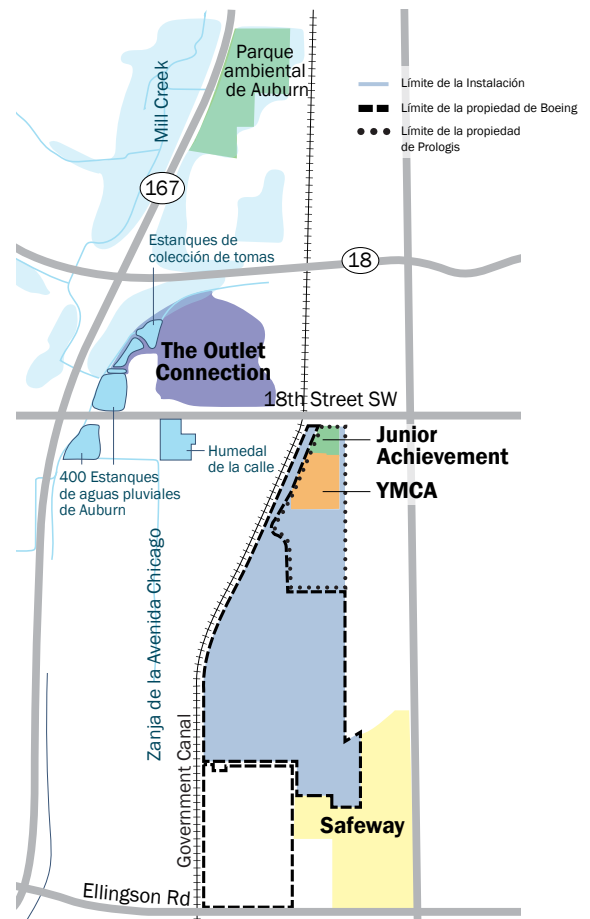 Parque
ambiental
de Auburn
Mill Creek
Límite de la Instalación
Límite de la propiedad de Boeing
Límite de la propiedad
de Prologis
167
Estanques de
colección de tomas
18
The Outlet
Connection
18th Street SW
Junior
Achievement
YMCA
Humedal
de la calle
400 Estanques
de aguas pluviales
de Auburn
Zanja de la Avenida Chicago
Government Canal
Safeway
Ellingson Rd